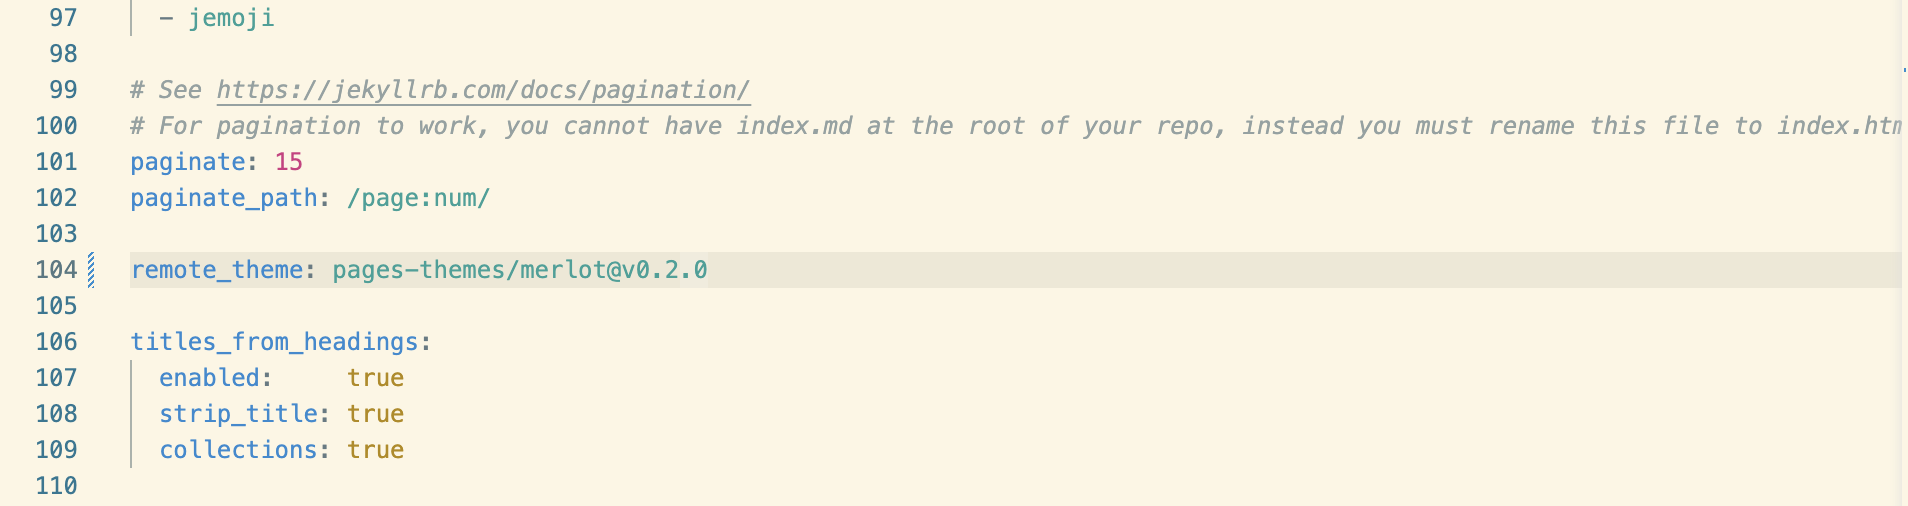 97 - jemoji
98
99 # See https://jekyllrb.com/docs/pagination/
100 # For pagination to work, you cannot have index.md at the root of your repo, instead you must rename this file to index.htm
101 paginate: 15
102 paginate_path: /page:num/
103
104 remote_theme: pages-themes/merlot@v0.2.0
105
106 titles_from_headings:
107 enabled: true
108 strip_title: true
109 collections: true
110